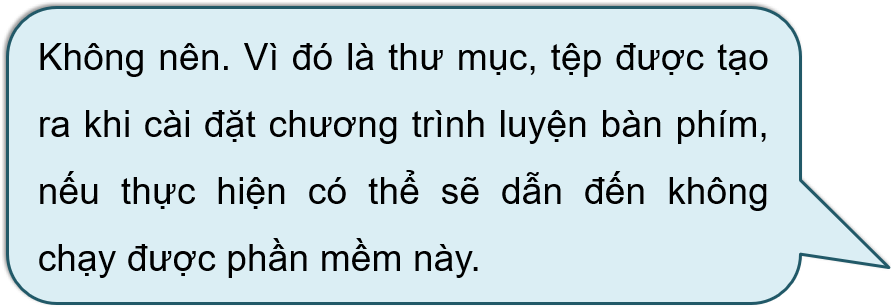 Không nên. Vì đó là thư mục, tệp được tạo
ra khi cài đặt chương trình luyện bàn phím,
nếu thực hiện có thể sẽ dẫn đến không
chạy được phần mềm này.